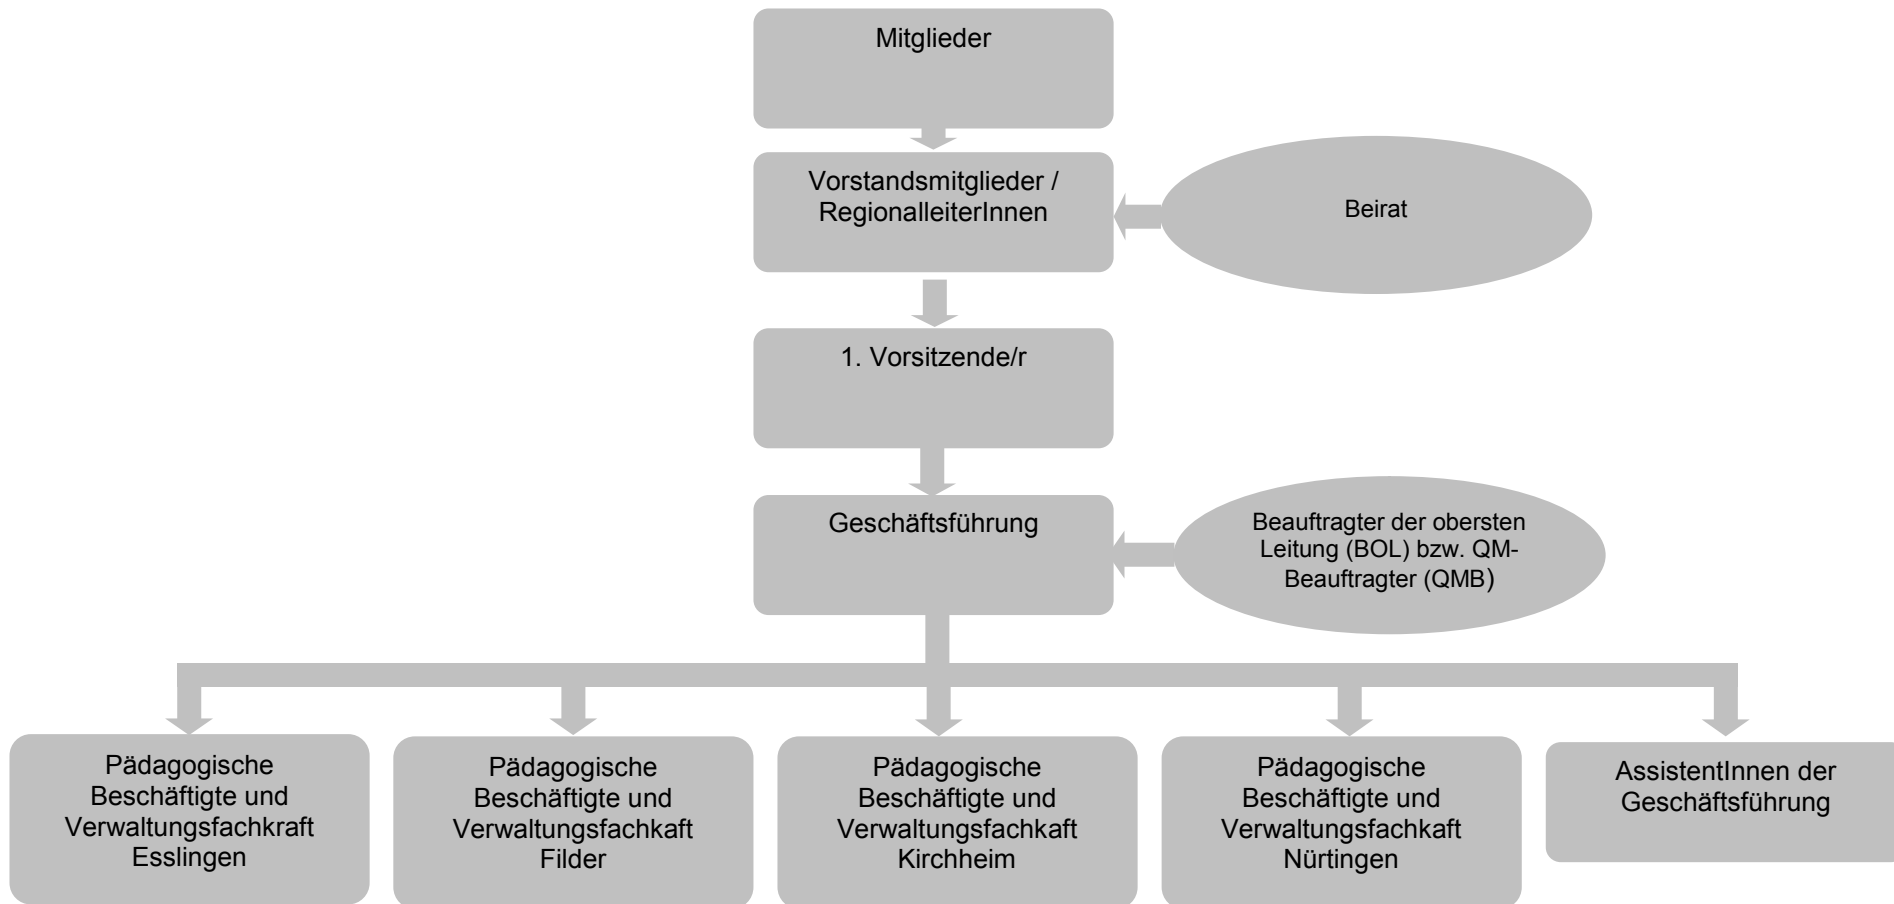 Mitglieder
Vorstandsmitglieder /
RegionalleiterInnen
Beirat
1. Vorsitzende/r
Geschäftsführung
Beauftragter der obersten
Leitung (BOL) bzw. QM-
Beauftragter (QMB)
Pädagogische
Beschäftigte und
Verwaltungsfachkraft
Esslingen
Pädagogische
Beschäftigte und
Verwaltungsfachkaft
Filder
Pädagogische
Beschäftigte und
Verwaltungsfachkaft
Kirchheim
Pädagogische
Beschäftigte und
Verwaltungsfachkaft
Nürtingen
AssistentInnen der
Geschäftsführung